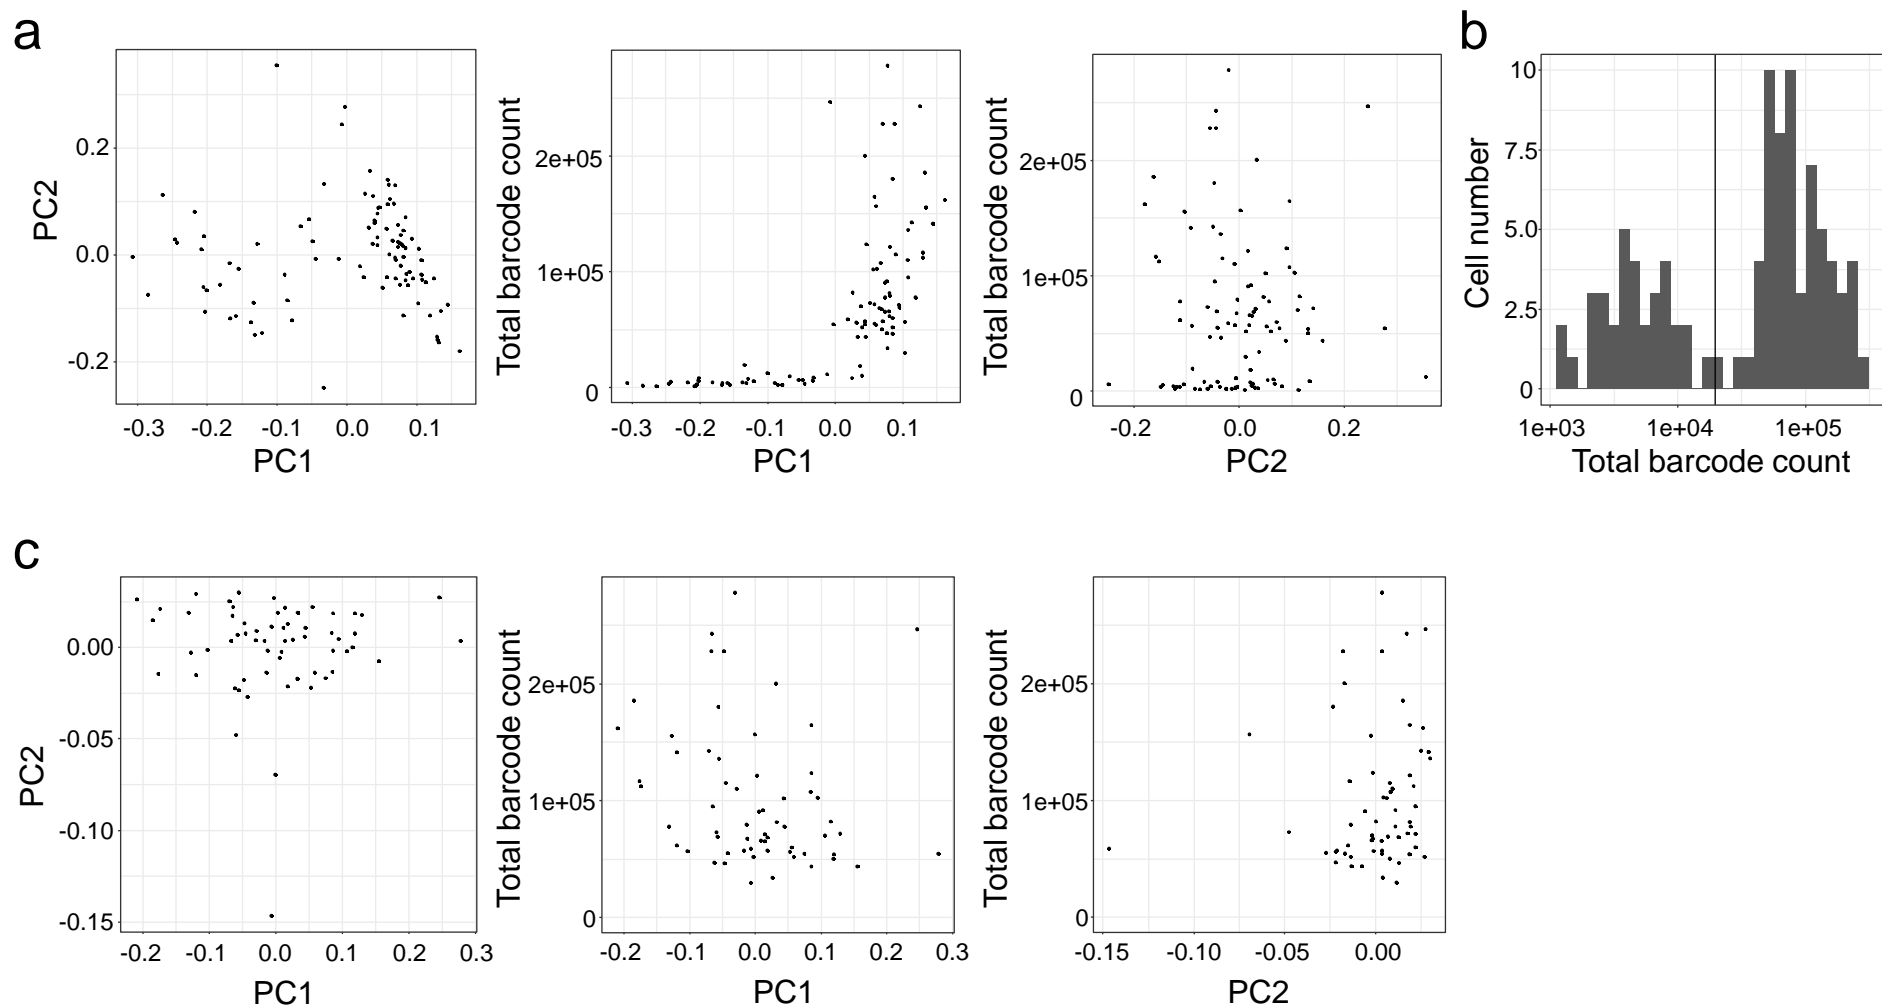 a
PC2
0.2
0.0
-0.2
-0.3 -0.2 -0.1 0.0 0.1
PC1
Total barcode count
2e+05
1e+05
0
-0.3 -0.2 -0.1 0.0 0.1
PC1
Total barcode count
2e+05
1e+05
0
-0.2 0.0 0.2
PC2
b
Cell number
10
7.5
5.0
2.5
0
1e+03 1e+04 1e+05
Total barcode count
c
PC2
0.00
-0.05
-0.10
-0.15
-0.2 -0.1 0.0 0.1 0.2 0.3
PC1
Total barcode count
2e+05
1e+05
0
-0.2 -0.1 0.0 0.1 0.2 0.3
PC1
Total barcode count
2e+05
1e+05
0
-0.15 -0.10 -0.05 0.00
PC2